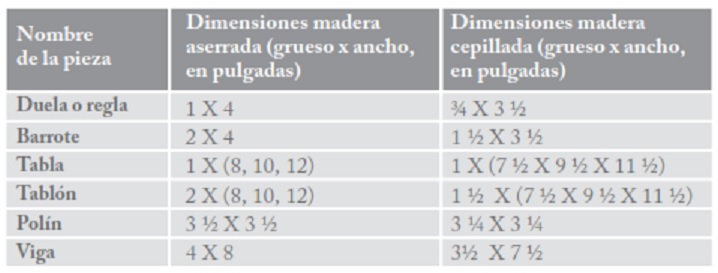 Nombre de la pieza | Dimensiones madera aserrada (grueso x ancho, en pulgadas) | Dimensiones madera cepillada (grueso x ancho, en pulgadas)
Duela o regla | 1 X 4 | ¾ X 3 ½
Barrote | 2 X 4 | 1 ½ X 3 ½
Tabla | 1 X (8, 10, 12) | 1 X (7 ½ X 9 ½ X 11 ½)
Tablón | 2 X (8, 10, 12) | 1 ½ X (7 ½ X 9 ½ X 11 ½)
Polín | 3 ½ X 3 ½ | 3 ¼ X 3 ¼
Viga | 4 X 8 | 3½ X 7 ½